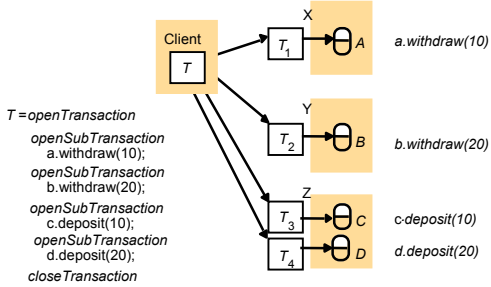 X
Client
T
T1
A
a.withdraw(10)
T = openTransaction
openSubTransaction
a.withdraw(10);
openSubTransaction
b.withdraw(20);
openSubTransaction
c.deposit(10);
openSubTransaction
d.deposit(20);
closeTransaction
Y
T2
B
b.withdraw(20)
Z
T3
C
c·deposit(10)
T4
D
d.deposit(20)